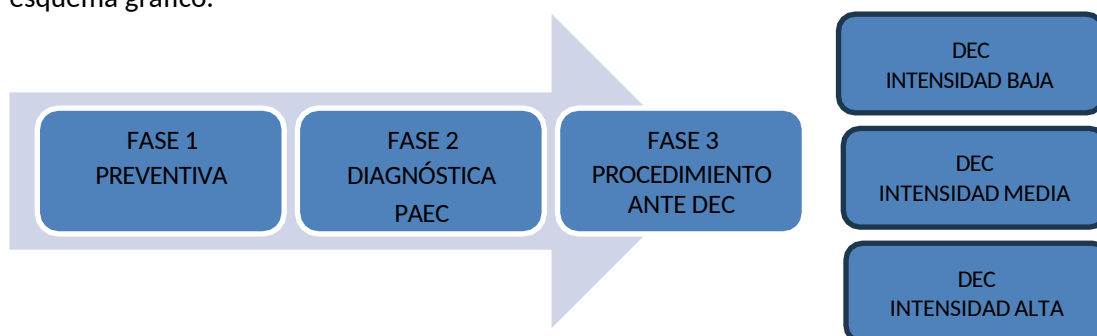 esquema gráfico.
FASE 1
PREVENTIVA
FASE 2
DIAGNÓSTICA
PAEC
FASE 3
PROCEDIMIENTO
ANTE DEC
DEC
INTENSIDAD BAJA
DEC
INTENSIDAD MEDIA
DEC
INTENSIDAD ALTA